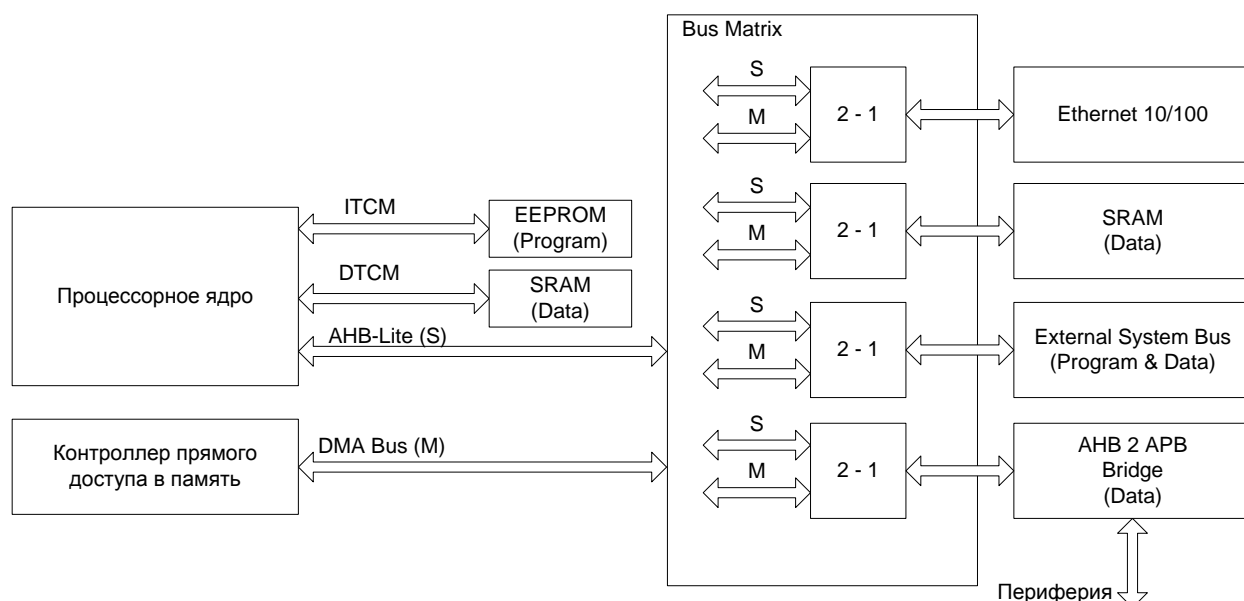 Bus Matrix
S
M
2 - 1
Ethernet 10/100
S
M
2 - 1
SRAM
(Data)
Процессорное ядро
ITCM
EEPROM
(Program)
DTCM
SRAM
(Data)
AHB-Lite (S)
S
M
2 - 1
External System Bus
(Program & Data)
Контроллер прямого
доступа в память
DMA Bus (M)
S
M
2 - 1
AHB 2 APB
Bridge
(Data)
Периферия